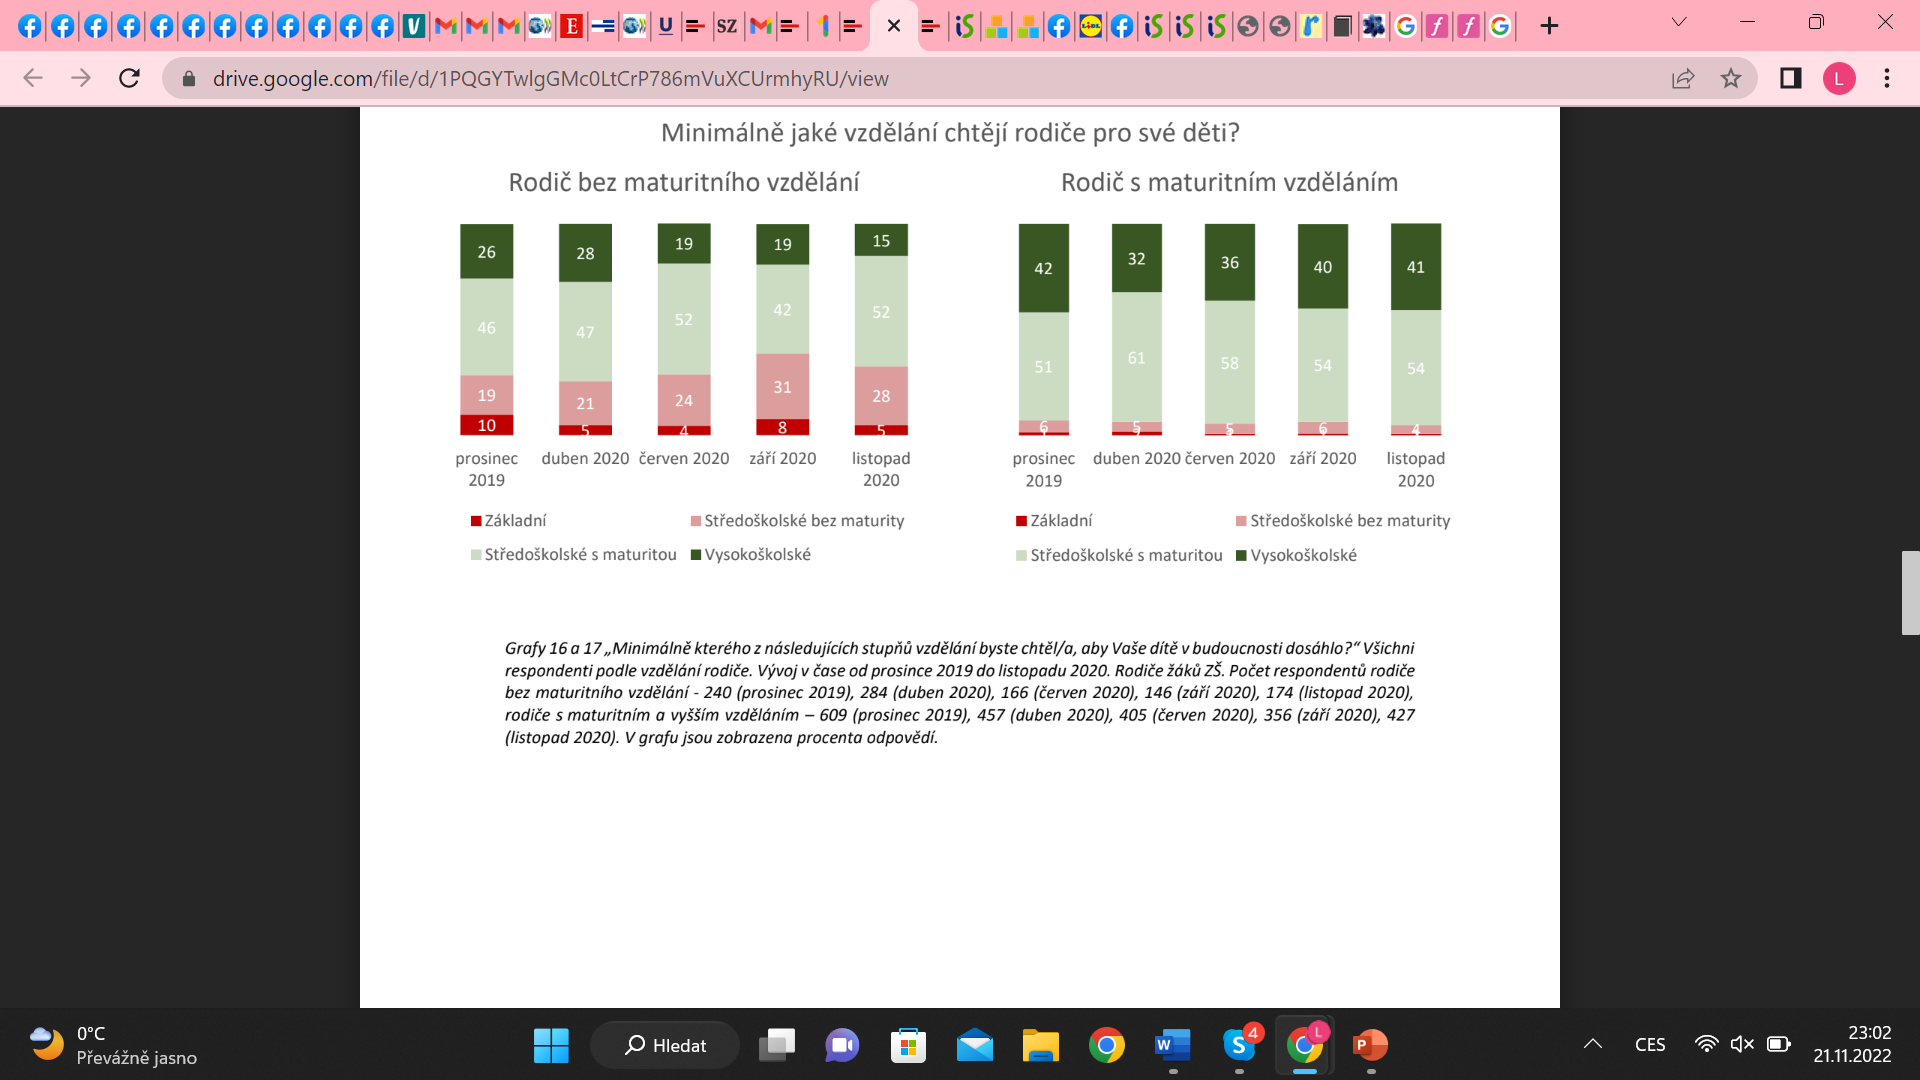 drive.google.com/file/d/1PQGYTwlgGMc0LtCrP786mVuXCUrmhyRU/view
L
Minimálně jaké vzdělání chtějí rodiče pro své děti?
Rodič bez maturitního vzdělání
26 28 19 19 15
46 47 52 42 52
19 21 24 31 28
10 5 4 8 5
prosinec 2019 duben 2020 červen 2020 září 2020 listopad 2020
Základní Středoškolské bez maturity
Středoškolské s maturitou Vysokoškolské
Rodič s maturitním vzděláním
42 32 36 40 41
51 61 58 54 54
6 5 5 6 4
prosinec 2019 duben 2020 červen 2020 září 2020 listopad 2020
Základní Středoškolské bez maturity
Středoškolské s maturitou Vysokoškolské
Grafy 16 a 17 „Minimálně kterého z následujících stupňů vzdělání byste chtěl/a, aby Vaše dítě v budoucnosti dosáhlo?“ Všichni
respondenti podle vzdělání rodiče. Vývoj v čase od prosince 2019 do listopadu 2020. Rodiče žáků ZŠ. Počet respondentů rodiče
bez maturitního vzdělání - 240 (prosinec 2019), 284 (duben 2020), 166 (červen 2020), 146 (září 2020), 174 (listopad 2020),
rodiče s maturitním a vyšším vzděláním – 609 (prosinec 2019), 457 (duben 2020), 405 (červen 2020), 356 (září 2020), 427
(listopad 2020). V grafu jsou zobrazena procenta odpovědí.
0°C
Převážně jasno
Hledat
4
L
CES
23:02
21.11.2022